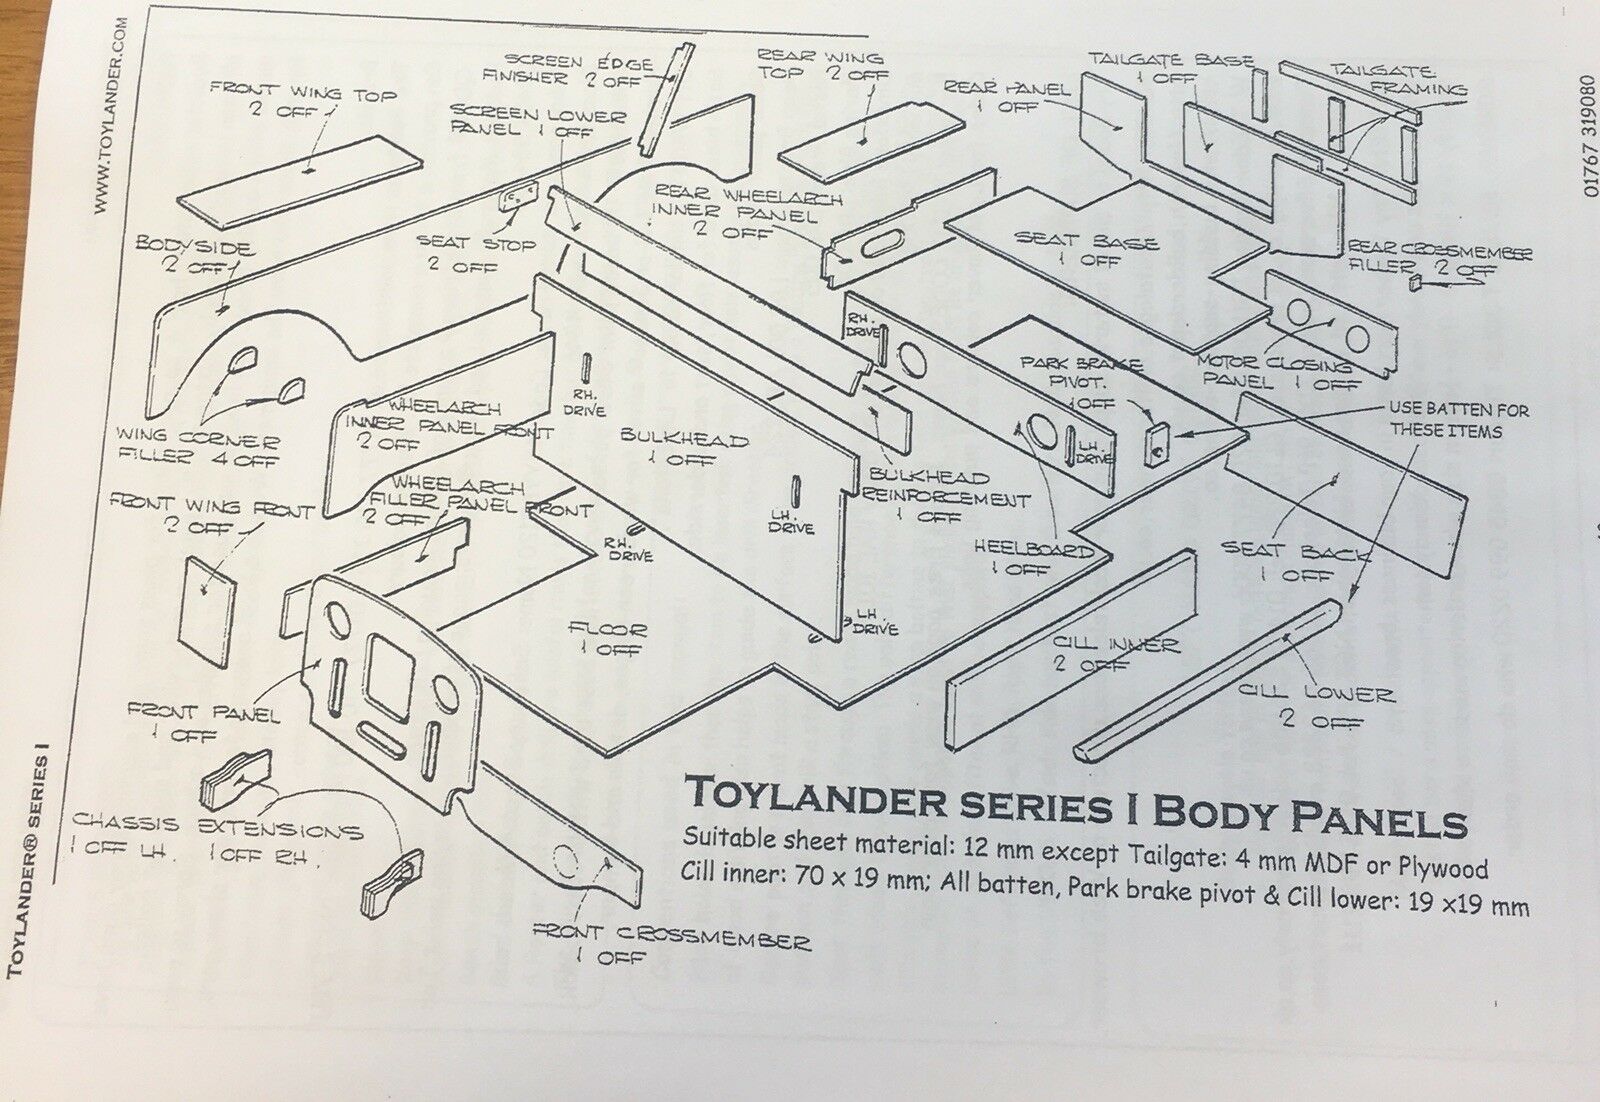 WWW.TOYLANDER.COM
TOYLANDER® SERIES I
01767 319080
FRONT WING TOP
2 OFF
SCREEN EDGE
FINISHER 2 OFF
SCREEN LOWER
PANEL 1 OFF
REAR WING
TOP 2 OFF
REAR PANEL
1 OFF
TAILGATE BASE
1 OFF
TAILGATE
FRAMING
BODYSIDE
2 OFF
SEAT STOP
2 OFF
REAR WHEELARCH
INNER PANEL
2 OFF
SEAT BASE
1 OFF
REAR CROSSMEMBER
FILLER 2 OFF
WING CORNER
FILLER 4 OFF
WHEELARCH
INNER PANEL FRONT
2 OFF
RH.
DRIVE
BULKHEAD
1 OFF
LH.
DRIVE
RH.
DRIVE
LH.
DRIVE
PARK BRAKE
PIVOT.
1 OFF
MOTOR CLOSING
PANEL 1 OFF
USE BATTEN FOR
THESE ITEMS
FRONT WING FRONT
2 OFF
WHEELARCH
FILLER PANEL FRONT
2 OFF
RH.
DRIVE
BULKHEAD
REINFORCEMENT
1 OFF
HEELBOARD
1 OFF
SEAT BACK
1 OFF
FLOOR
1 OFF
LH.
DRIVE
CILL INNER
2 OFF
CILL LOWER
2 OFF
FRONT PANEL
1 OFF
CHASSIS EXTENSIONS
1 OFF LH. 1 OFF RH.
FRONT CROSSMEMBER
1 OFF
TOYLANDER SERIES I BODY PANELS
Suitable sheet material: 12 mm except Tailgate: 4 mm MDF or Plywood
Cill inner: 70 x 19 mm; All batten, Park brake pivot & Cill lower: 19 x19 mm